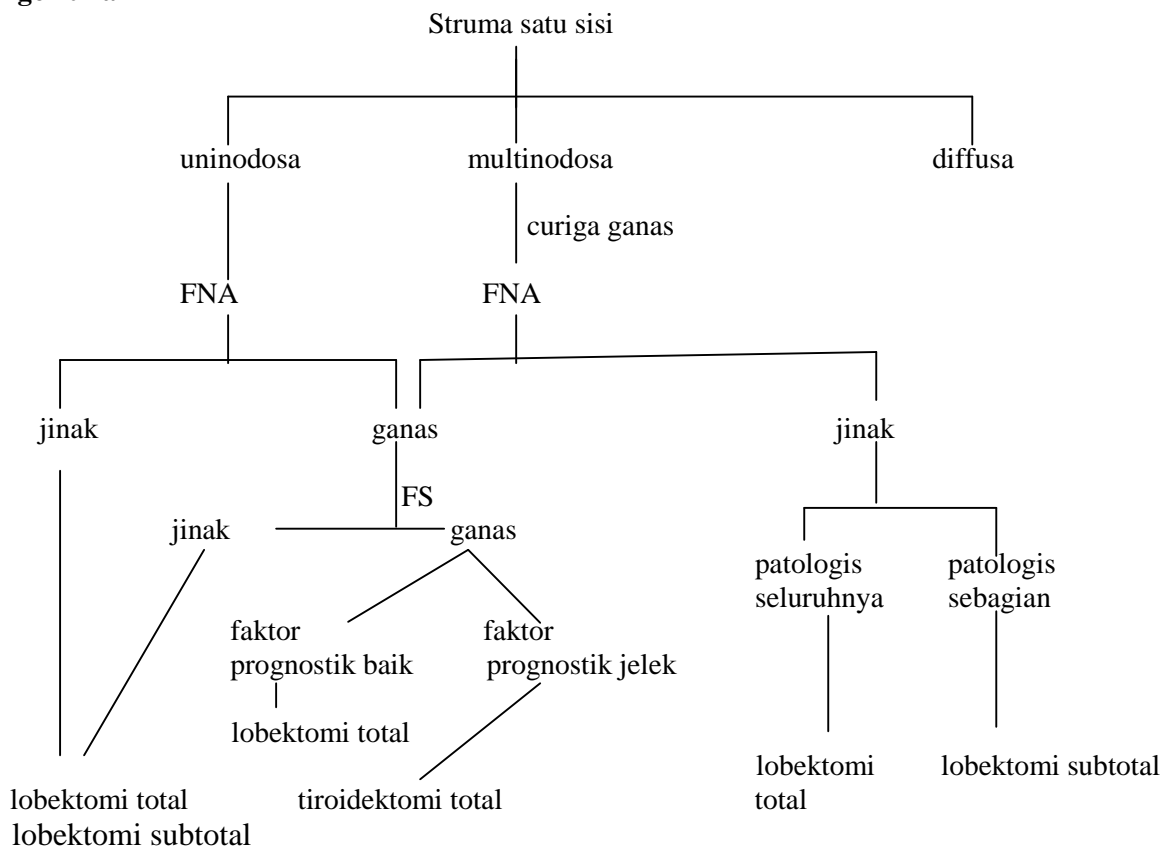 Struma satu sisi
uninodosa multinodosa diffusa
curiga ganas
FNA FNA
jinak ganas jinak
FS
jinak ganas
patologis seluruhnya
patologis sebagian
faktor
prognostik baik
faktor
prognostik jelek
lobektomi total
lobektomi
total
lobektomi subtotal
lobektomi total
lobektomi subtotal
tiroidektomi total